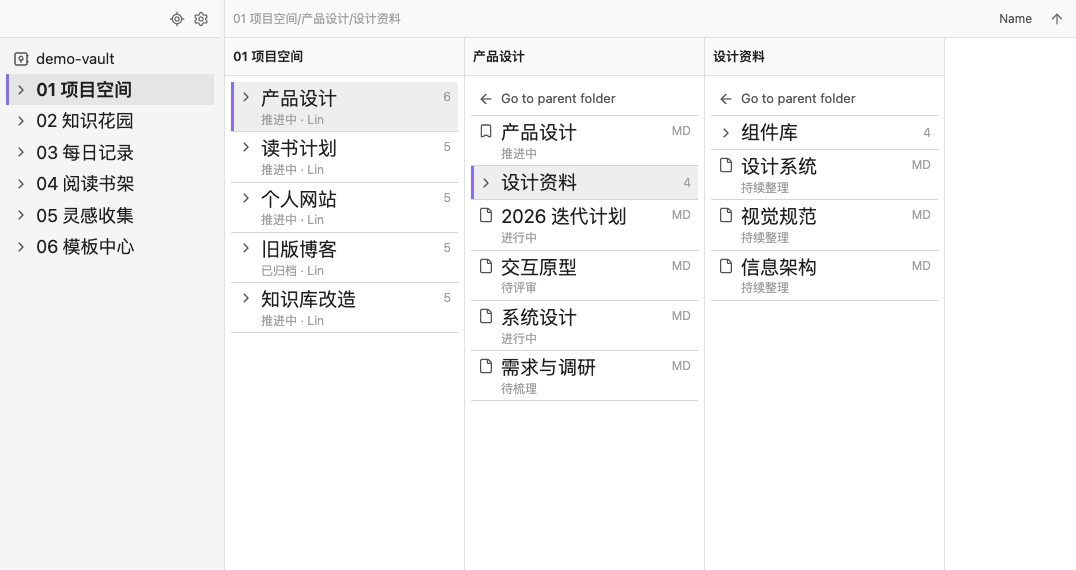 01 项目空间/产品设计/设计资料
Name
demo-vault
01 项目空间
02 知识花园
03 每日记录
04 阅读书架
05 灵感收集
06 模板中心
01 项目空间
产品设计
6
推进中 · Lin
读书计划
5
推进中 · Lin
个人网站
5
推进中 · Lin
旧版博客
5
已归档 · Lin
知识库改造
5
推进中 · Lin
产品设计
Go to parent folder
产品设计
MD
推进中
设计资料
4
2026 迭代计划
MD
进行中
交互原型
MD
待评审
系统设计
MD
进行中
需求与调研
MD
待梳理
设计资料
Go to parent folder
组件库
4
设计系统
MD
持续整理
视觉规范
MD
持续整理
信息架构
MD
持续整理